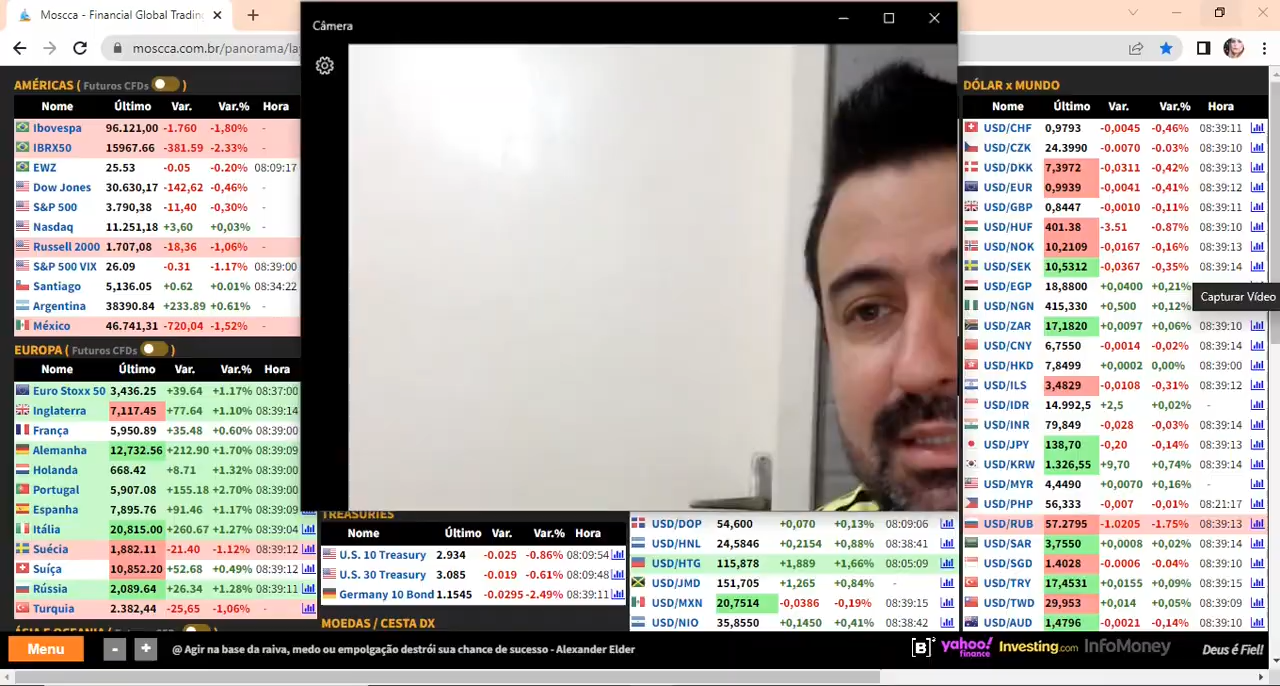 Moscca - Financial Global Trading
moscca.com.br/panorama/la
Câmera
Capturar Vídeo
AMÉRICAS ( Futuros CFDs )
Nome Último Var. Var.% Hora
Ibovespa 96.121,00 -1.760 -1,80% -
IBRX50 15967.66 -381.59 -2.33% -
EWZ 25.53 -0.05 -0.20% 08:09:17
Dow Jones 30.630,17 -142,62 -0,46% -
S&P 500 3.790,38 -11,40 -0,30% -
Nasdaq 11.251,18 +3,60 +0,03% -
Russell 2000 1.707,08 -18,36 -1,06% -
S&P 500 VIX 26.09 -0.31 -1.17% 08:39:00
Santiago 5,136.05 +0.62 +0.01% 08:34:22
Argentina 38390.84 +233.89 +0.61% -
México 46.741,31 -720,04 -1,52% -
EUROPA ( Futuros CFDs )
Nome Último Var. Var.% Hora
Euro Stoxx 50 3,436.25 +39.64 +1.17% 08:37:00
Inglaterra 7,117.45 +77.64 +1.10% 08:39:14
França 5,950.89 +35.48 +0.60% 08:39:00
Alemanha 12,732.56 +212.90 +1.70% 08:39:09
Holanda 668.42 +8.71 +1.32% 08:39:00
Portugal 5,907.08 +155.18 +2.70% 08:39:00
Espanha 7,895.76 +91.46 +1.17% 08:39:00
Itália 20,815.00 +260.67 +1.27% 08:39:04
Suécia 1,882.11 -21.40 -1.12% 08:39:12
Suíça 10,852.20 +52.68 +0.49% 08:39:12
Rússia 2,089.64 +26.34 +1.28% 08:39:11
Turquia 2.382,44 -25,65 -1,06% -
ÁSIA E OCEANIA ( Futuros CFDs )
TREASURIES
Nome Último Var. Var.% Hora
U.S. 10 Treasury 2.934 -0.025 -0.86% 08:09:54
U.S. 30 Treasury 3.085 -0.019 -0.61% 08:09:48
Germany 10 Bond 1.1545 -0.0295 -2.49% 08:39:11
MOEDAS / CESTA DX
USD/DOP 54,600 +0,070 +0,13% 08:09:06
USD/HNL 24,5846 +0,2154 +0,88% 08:38:41
USD/HTG 115,878 +1,889 +1,66% 08:05:09
USD/JMD 151,705 +1,265 +0,84% -
USD/MXN 20,7514 -0,0386 -0,19% 08:39:15
USD/NIO 35,8550 +0,1450 +0,41% 08:38:42
DÓLAR x MUNDO
Nome Último Var. Var.% Hora
USD/CHF 0,9793 -0,0045 -0,46% 08:39:11
USD/CZK 24.3990 -0.0070 -0.03% 08:39:10
USD/DKK 7,3972 -0,0311 -0,42% 08:39:13
USD/EUR 0,9939 -0,0041 -0,41% 08:39:12
USD/GBP 0,8447 -0,0010 -0,11% 08:39:11
USD/HUF 401.38 -3.51 -0.87% 08:39:10
USD/NOK 10,2109 -0,0167 -0,16% 08:39:13
USD/SEK 10,5312 -0,0367 -0,35% 08:39:14
USD/EGP 18,8800 +0,0400 +0,21%
USD/NGN 415,330 +0,500 +0,12%
USD/ZAR 17,1820 +0,0097 +0,06% 08:39:10
USD/CNY 6,7550 -0,0014 -0,02% 08:39:14
USD/HKD 7,8499 +0,0002 0,00% 08:39:00
USD/ILS 3,4829 -0,0108 -0,31% 08:39:12
USD/IDR 14.992,5 +2,5 +0,02% -
USD/INR 79,849 -0,028 -0,03% 08:39:14
USD/JPY 138,70 -0,20 -0,14% 08:39:13
USD/KRW 1.326,55 +9,70 +0,74% 08:39:14
USD/MYR 4,4490 +0,0070 +0,16% -
USD/PHP 56,333 -0,007 -0,01% 08:21:17
USD/RUB 57.2795 -1.0205 -1.75% 08:39:13
USD/SAR 3,7550 +0,0008 +0,02% 08:39:14
USD/SGD 1.4028 -0.0006 -0,04% 08:39:14
USD/TRY 17,4531 +0,0155 +0,09% 08:39:15
USD/TWD 29,953 +0,014 +0,05% 08:39:09
USD/AUD 1,4796 -0,0021 -0,14% 08:39:14
Menu - + @ Agir na base da raiva, medo ou empolgação destrói sua chance de sucesso - Alexander Elder
[B]³ yahoo! finance Investing.com InfoMoney Deus é Fiel!